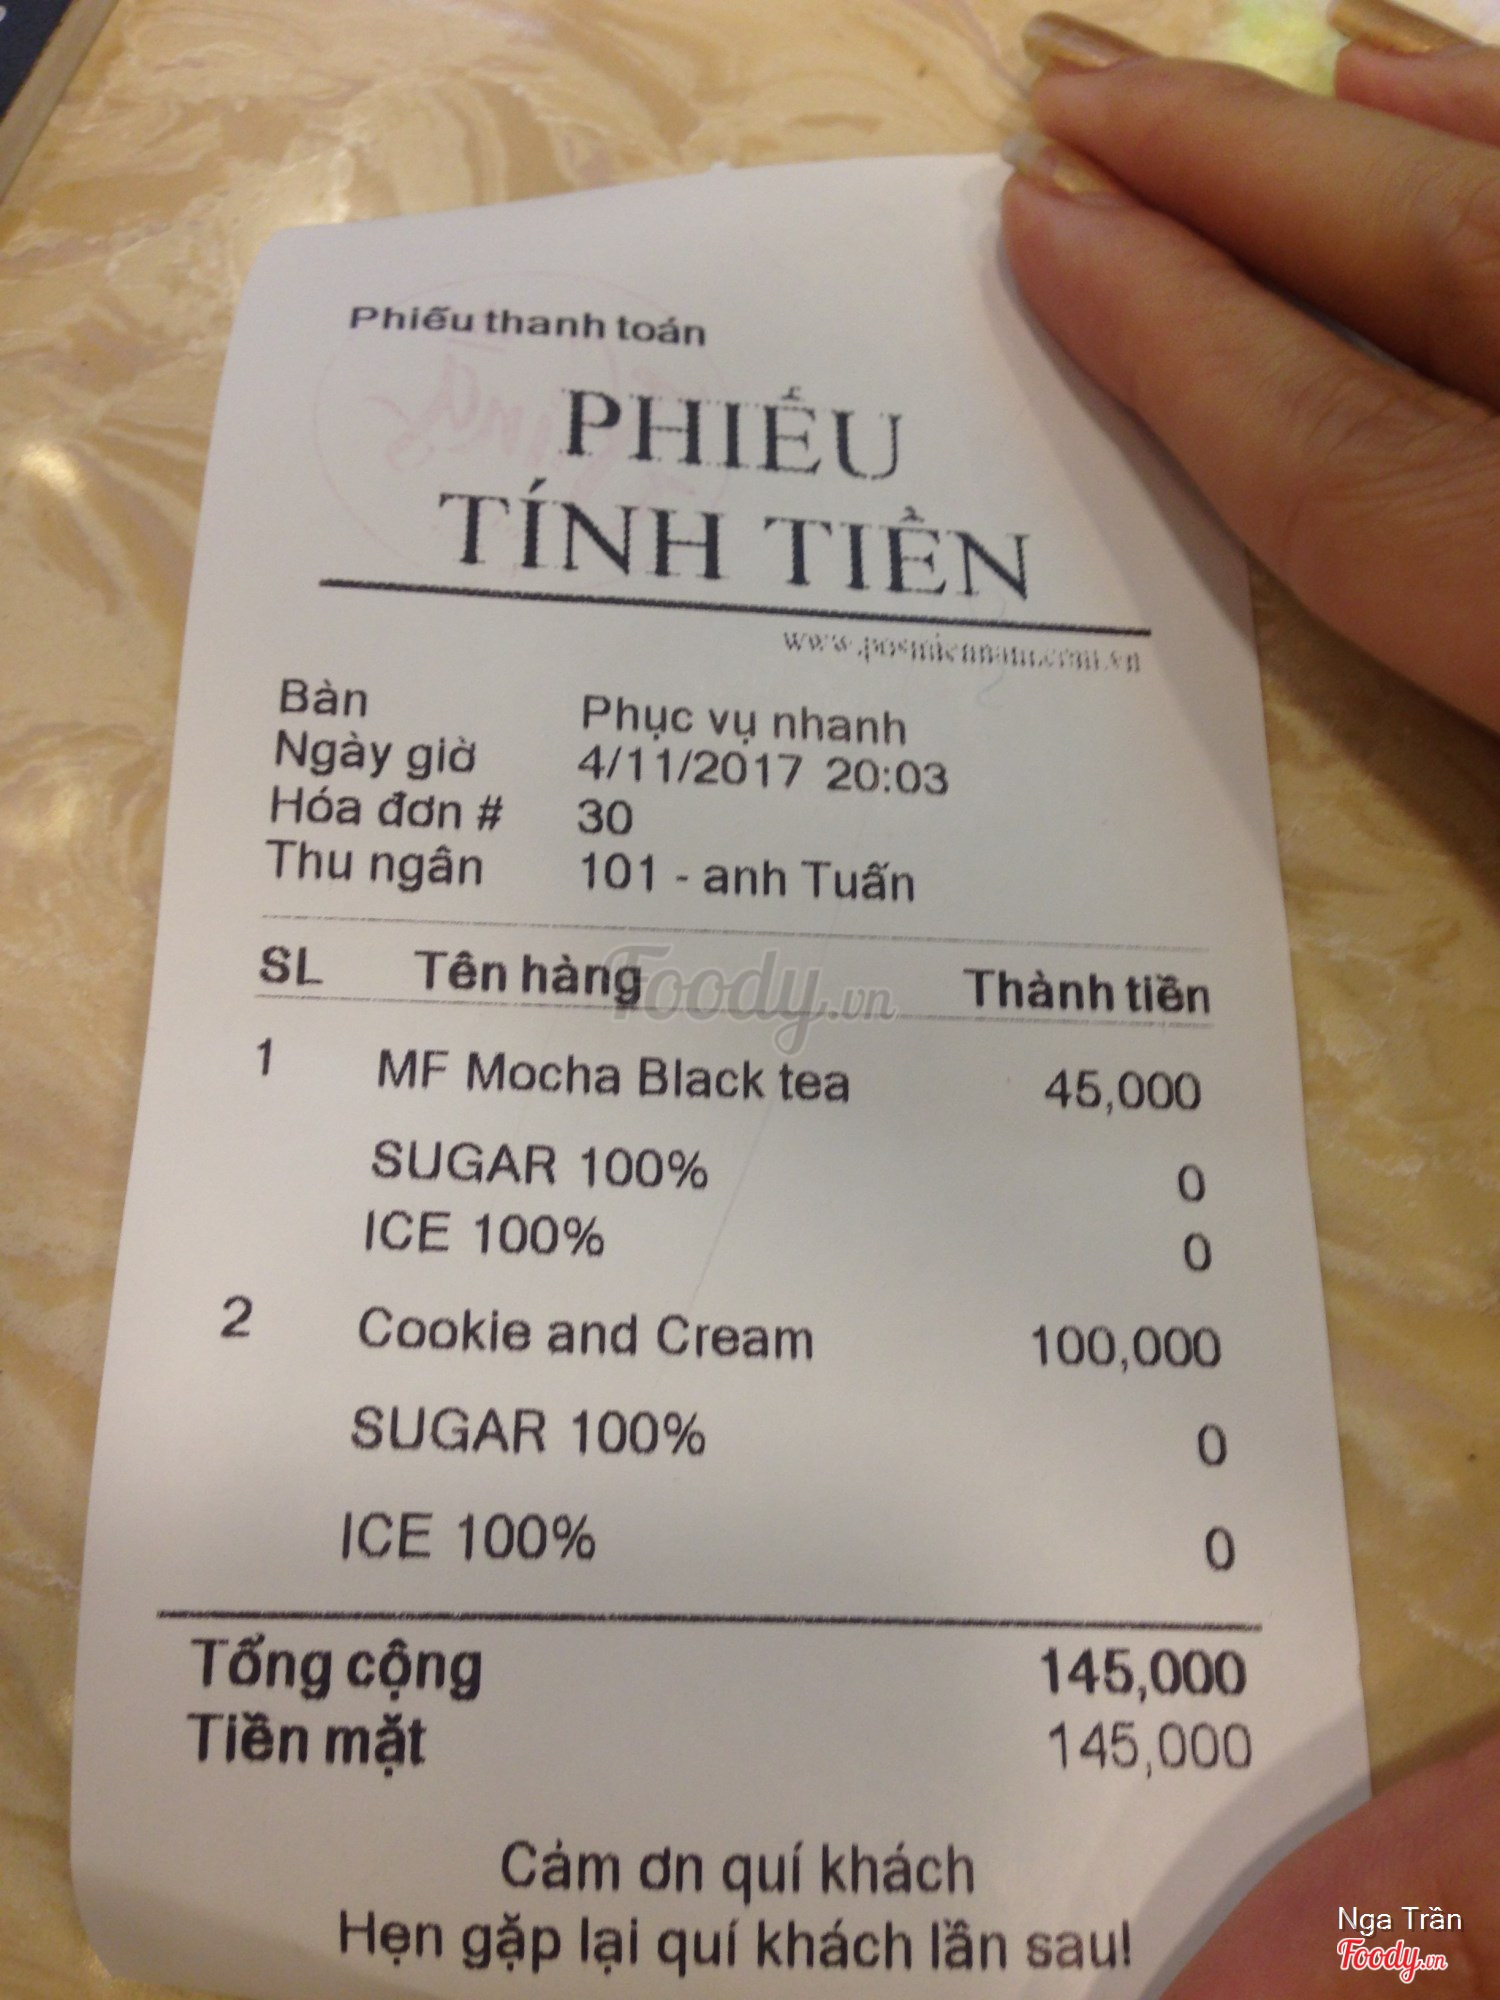 Phiếu thanh toán
PHIẾU
TÍNH TIỀN
www.posmiennam.com.vn
Bàn Phục vụ nhanh
Ngày giờ 4/11/2017 20:03
Hóa đơn # 30
Thu ngân 101 - anh Tuấn
SL Tên hàng Thành tiền
Foody.vn
1 MF Mocha Black tea 45,000
SUGAR 100% 0
ICE 100% 0
2 Cookie and Cream 100,000
SUGAR 100% 0
ICE 100% 0
Tổng cộng 145,000
Tiền mặt 145,000
Cảm ơn quí khách
Hẹn gặp lại quí khách lần sau!
Nga Trần
Foody.vn